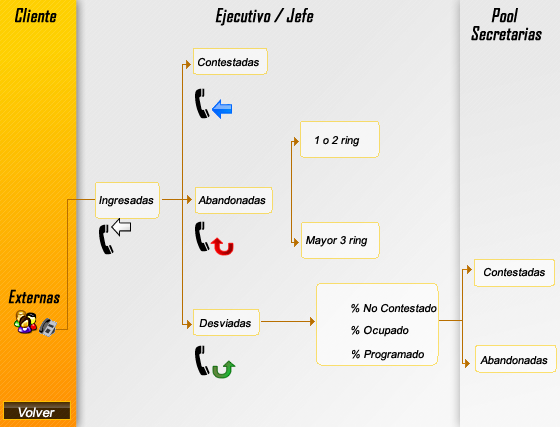 Cliente
Ejecutivo / Jefe
Pool
Secretarias
Contestadas
1 o 2 ring
Ingresadas
Abandonadas
Mayor 3 ring
Contestadas
Externas
Desviadas
% No Contestado
% Ocupado
% Programado
Abandonadas
Volver